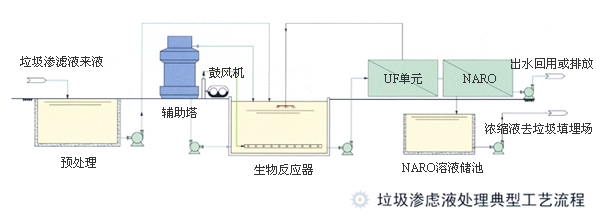 垃圾渗滤液来液
鼓风机
辅助塔
预处理
生物反应器
UF单元
NARO
出水回用或排放
浓缩液去垃圾填埋场
NARO溶液储池
垃圾渗滤液处理典型工艺流程